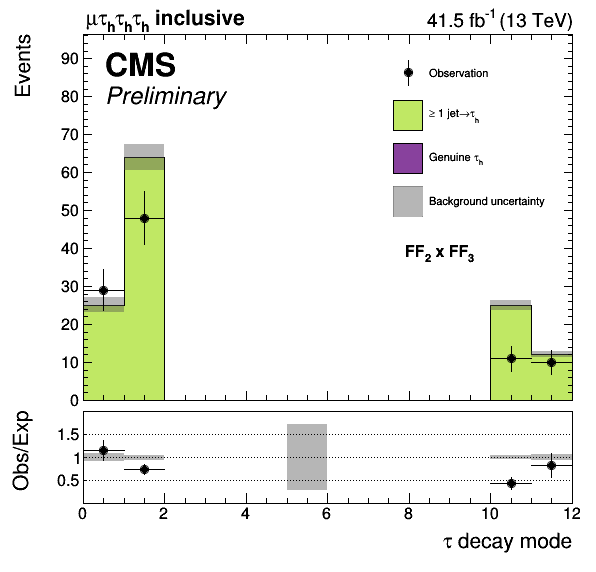 μτₕτₕτₕ inclusive
41.5 fb⁻¹ (13 TeV)
Events
CMS
Preliminary
Observation
≥ 1 jet→τₕ
Genuine τₕ
Background uncertainty
FF₂ x FF₃
90
80
70
60
50
40
30
20
10
0
Obs/Exp
1.5
1
0.5
0 2 4 6 8 10 12
τ decay mode